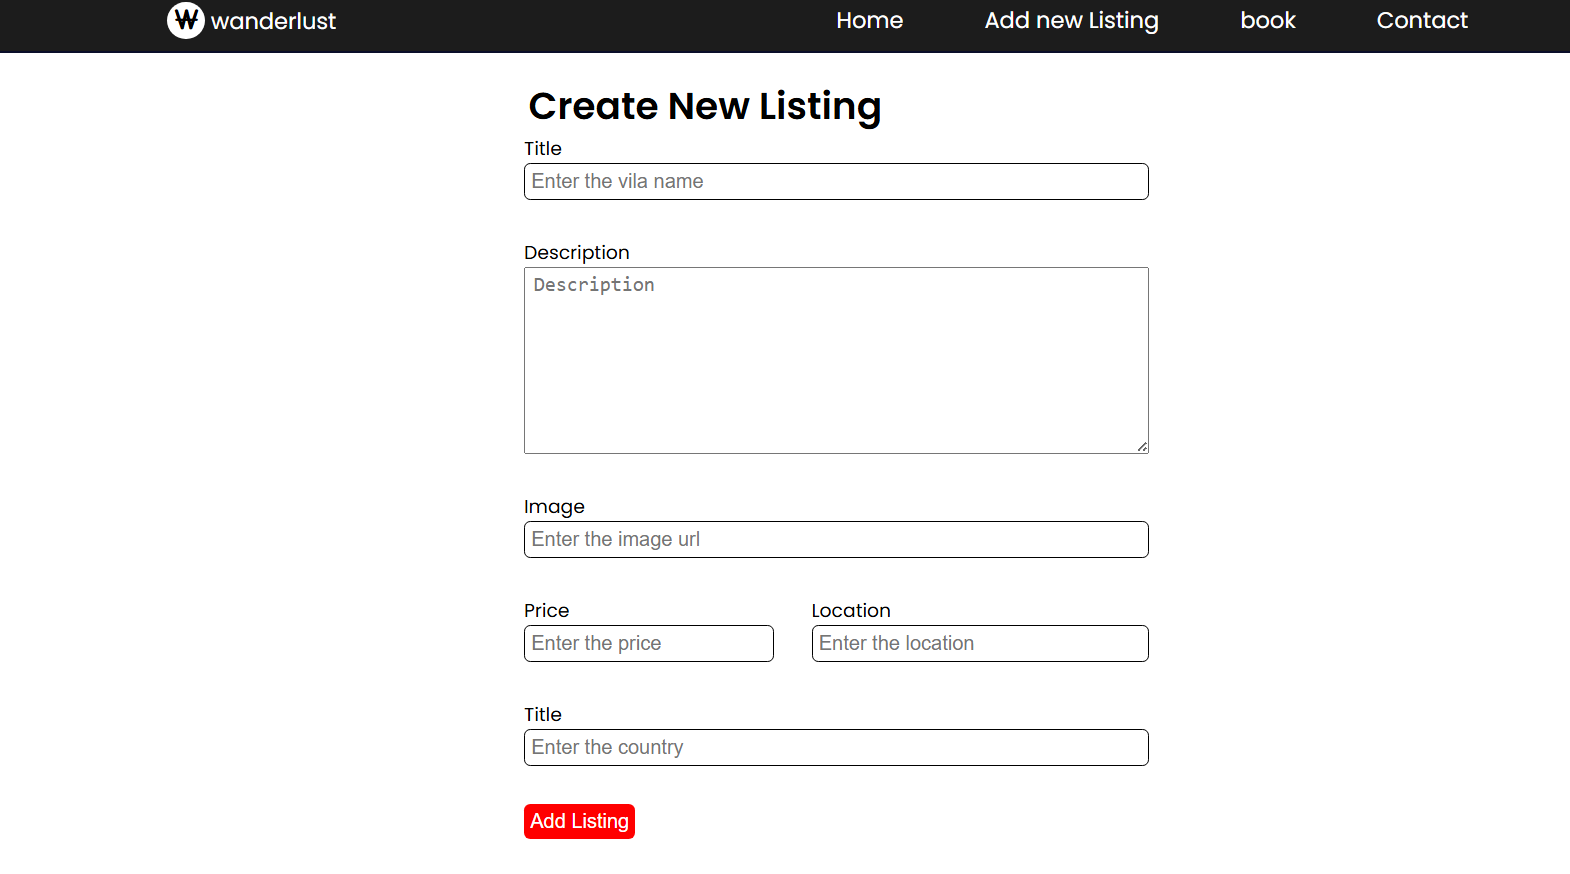 ₩ wanderlust Home Add new Listing book Contact
Create New Listing
Title
Enter the vila name
Description
Description
Image
Enter the image url
Price Location
Enter the price Enter the location
Title
Enter the country
Add Listing